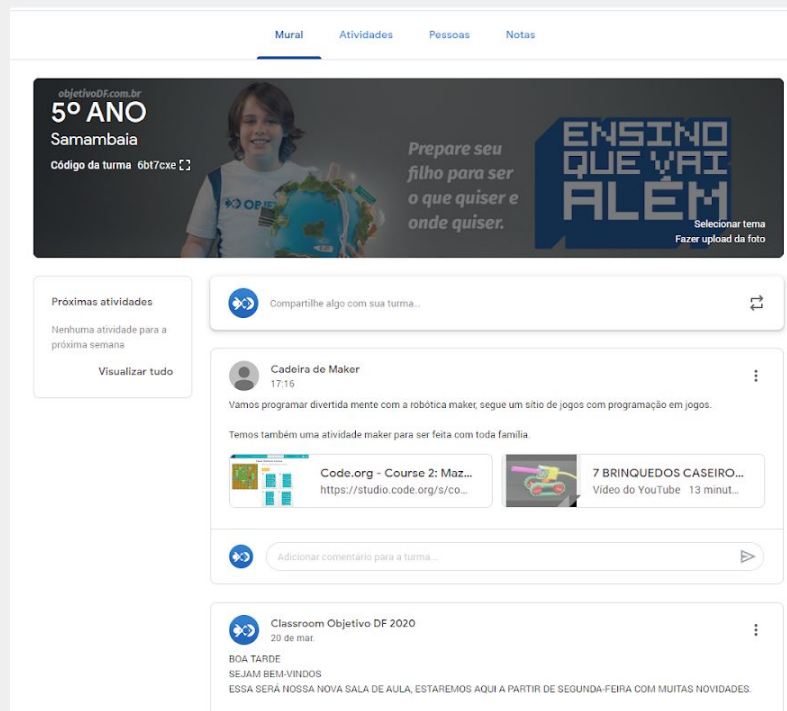 Mural Atividades Pessoas Notas
objetivoDF.com.br
5º ANO
Samambaia
Código da turma 6bt7cxe
OBJET
Prepare seu
filho para ser
o que quiser e
onde quiser.
ENSINO
QUE VAI
ALÉM
Selecionar tema
Fazer upload da foto
Próximas atividades
Nenhuma atividade para a
próxima semana
Visualizar tudo
Compartilhe algo com sua turma...
Cadeira de Maker
17:16
Vamos programar divertida mente com a robótica maker, segue um sítio de jogos com programação em jogos.
Temos também uma atividade maker para ser feita com toda família.
Code.org - Course 2: Maz...
https://studio.code.org/s/co...
7 BRINQUEDOS CASEIRO...
Vídeo do YouTube 13 minut...
Adicionar comentário para a turma...
Classroom Objetivo DF 2020
20 de mar.
BOA TARDE
SEJAM BEM-VINDOS
ESSA SERÁ NOSSA NOVA SALA DE AULA, ESTAREMOS AQUI A PARTIR DE SEGUNDA-FEIRA COM MUITAS NOVIDADES.